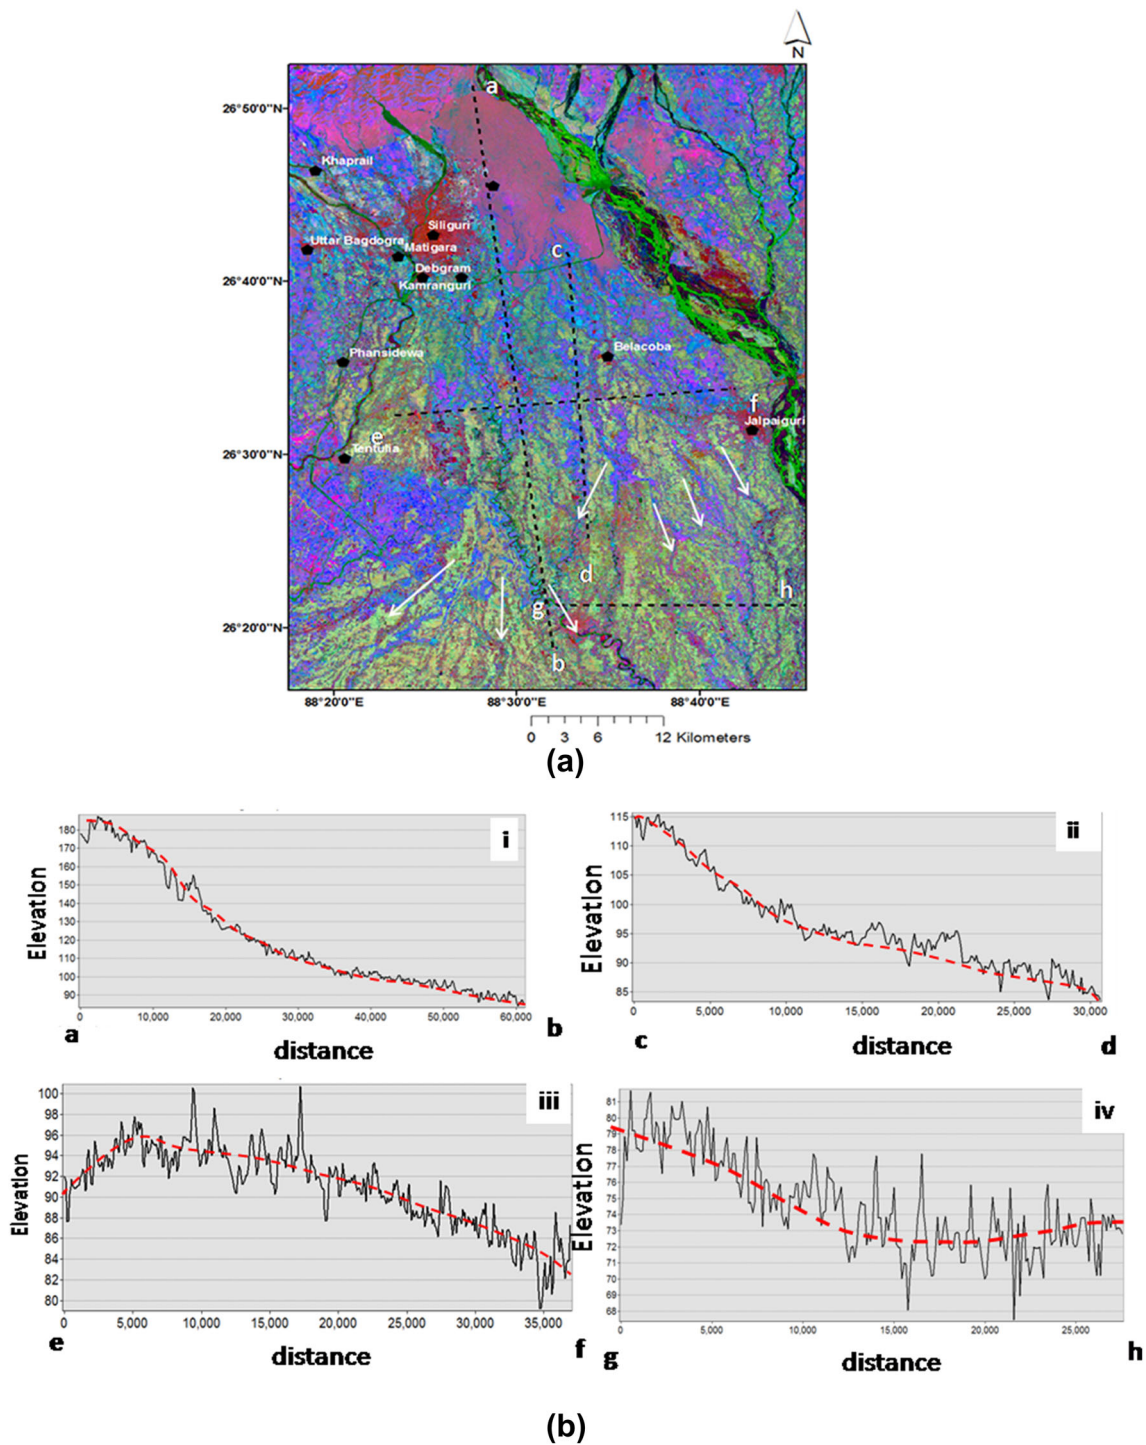 N
26°50'0"N
a
Khaprail
Siliguri
Uttar Bagdogra
Matigara
c
Debgram
26°40'0"N
Kamranguri
Phansidewa
Belacoba
f
Jalpaiguri
e
26°30'0"N
Tentulia
d
h
g
26°20'0"N
b
88°20'0"E
88°30'0"E
88°40'0"E
0 3 6 12 Kilometers
(a)
i
Elevation
180
170
160
150
140
130
120
110
100
90
0 10,000 20,000 30,000 40,000 50,000 60,000
a
distance
b
ii
Elevation
115
110
105
100
95
90
85
0 5,000 10,000 15,000 20,000 25,000 30,000
c
distance
d
iii
Elevation
100
98
96
94
92
90
88
86
84
82
80
0 5,000 10,000 15,000 20,000 25,000 30,000 35,000
e
distance
f
iv
Elevation
81
80
79
78
77
76
75
74
73
72
71
70
69
68
0 5,000 10,000 15,000 20,000 25,000
g
distance
h
(b)